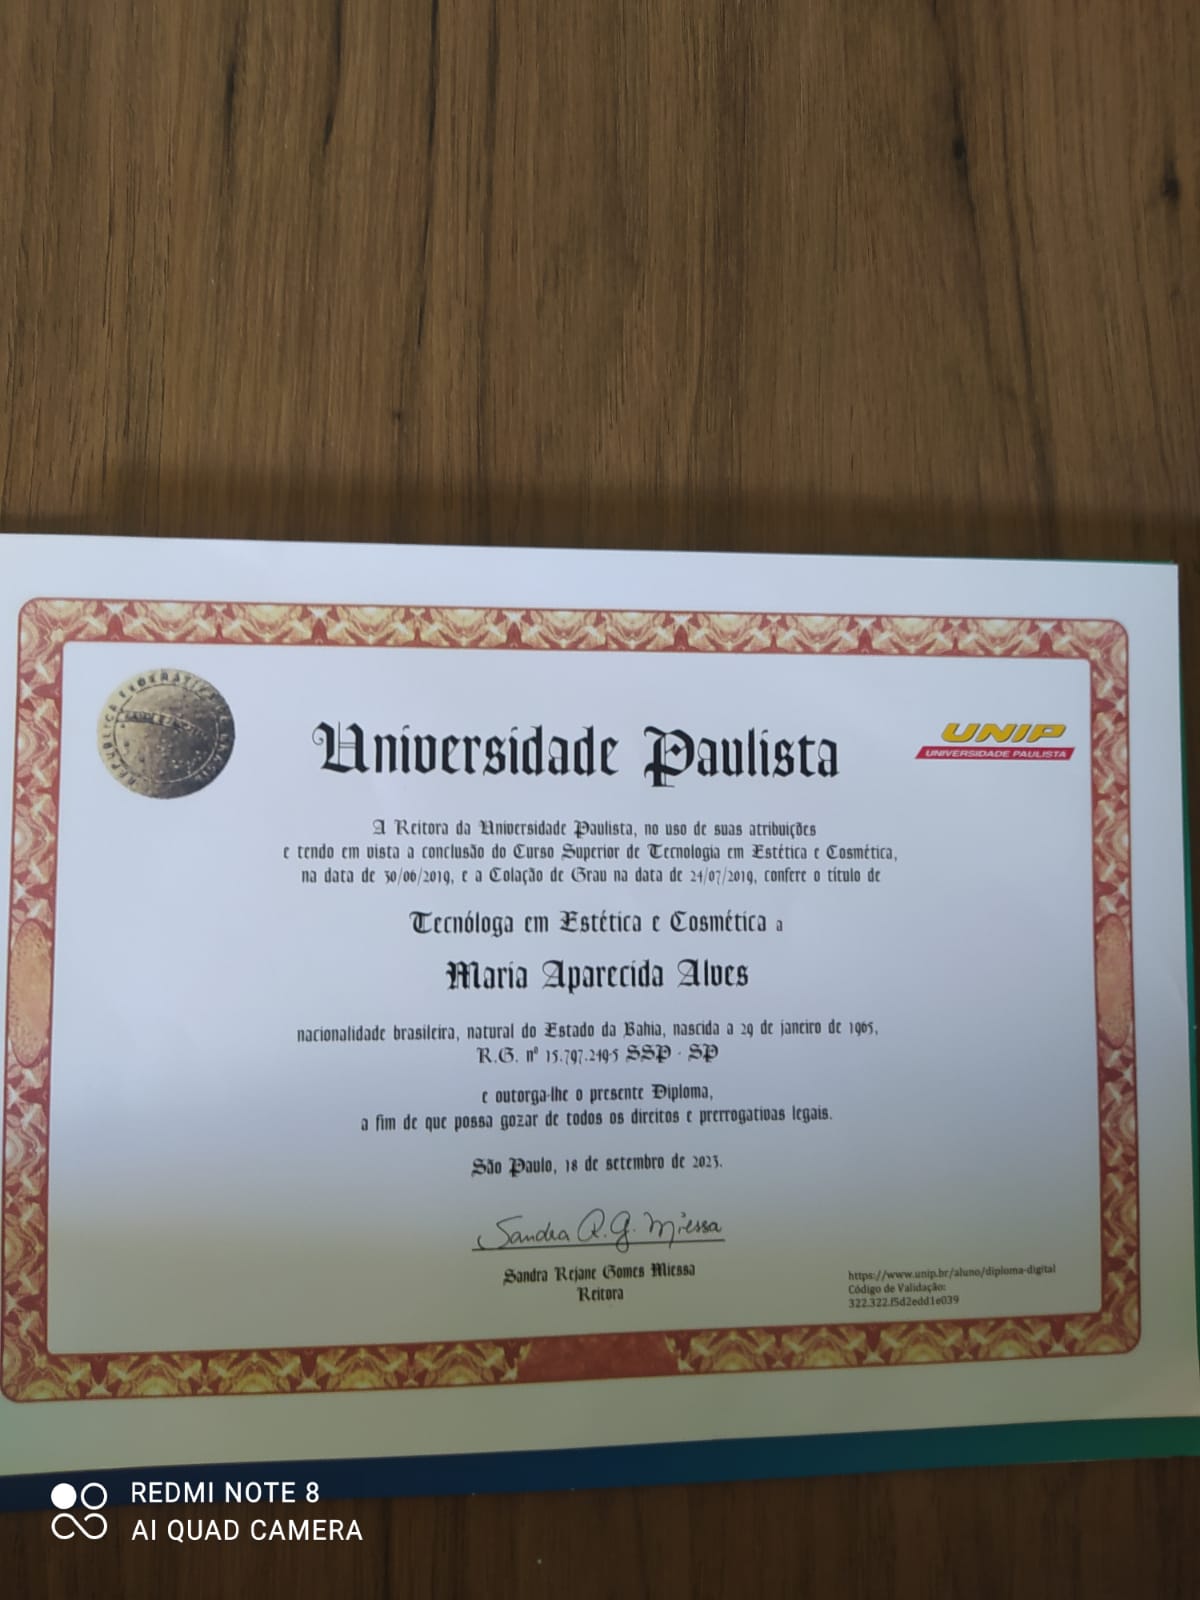 REPÚBLICA FEDERATIVA DO BRASIL
Universidade Paulista
UNIP
UNIVERSIDADE PAULISTA
A Reitora da Universidade Paulista, no uso de suas atribuições
e tendo em vista a conclusão do Curso Superior de Tecnologia em Estética e Cosmética,
na data de 30/06/2019, e a Colação de Grau na data de 24/07/2019, confere o título de
Tecnóloga em Estética e Cosmética a
Maria Aparecida Alves
nacionalidade brasileira, natural do Estado da Bahia, nascida a 29 de janeiro de 1965,
R.G. nº 15.797.249-5 SSP - SP
e outorga-lhe o presente Diploma,
a fim de que possa gozar de todos os direitos e prerrogativas legais.
São Paulo, 18 de setembro de 2023.
Sandra R. G. Miessa
Sandra Rejane Gomes Miessa
Reitora
https://www.unip.br/aluno/diploma-digital
Código de Validação:
322.322.f5d2edd1e039
REDMI NOTE 8
AI QUAD CAMERA